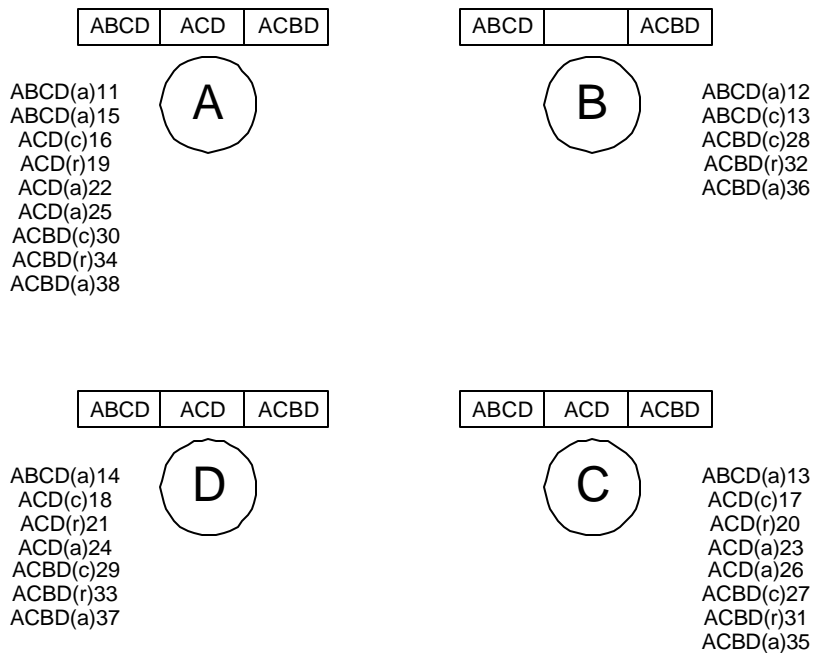 ABCD ACD ACBD
A
ABCD(a)11
ABCD(a)15
ACD(c)16
ACD(r)19
ACD(a)22
ACD(a)25
ACBD(c)30
ACBD(r)34
ACBD(a)38
ABCD ACBD
B
ABCD(a)12
ABCD(c)13
ACBD(c)28
ACBD(r)32
ACBD(a)36
ABCD ACD ACBD
D
ABCD(a)14
ACD(c)18
ACD(r)21
ACD(a)24
ACBD(c)29
ACBD(r)33
ACBD(a)37
ABCD ACD ACBD
C
ABCD(a)13
ACD(c)17
ACD(r)20
ACD(a)23
ACD(a)26
ACBD(c)27
ACBD(r)31
ACBD(a)35